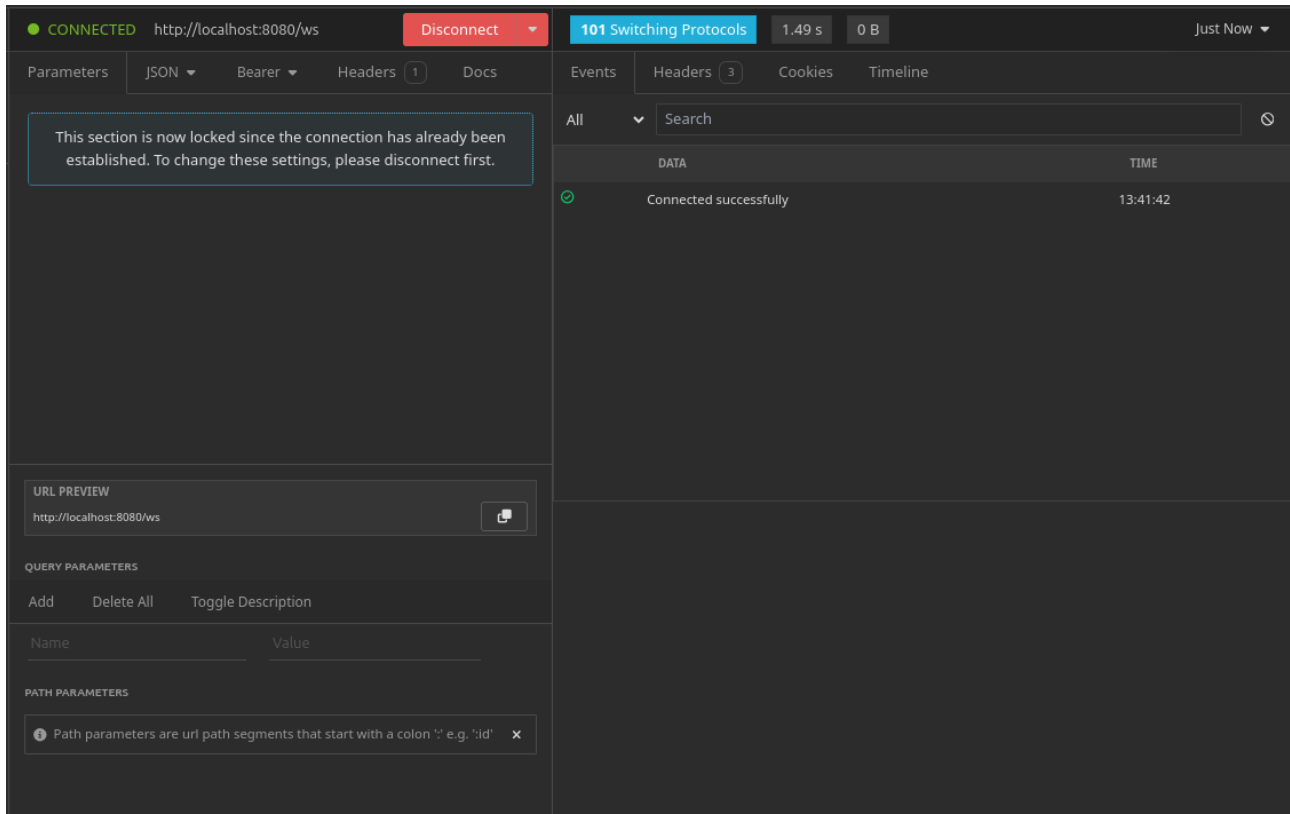 CONNECTED http://localhost:8080/ws Disconnect
Parameters JSON Bearer Headers 1 Docs
This section is now locked since the connection has already been
established. To change these settings, please disconnect first.
URL PREVIEW
http://localhost:8080/ws
QUERY PARAMETERS
Add Delete All Toggle Description
Name Value
PATH PARAMETERS
Path parameters are url path segments that start with a colon ':' e.g. ':id'
101 Switching Protocols 1.49 s 0 B Just Now
Events Headers 3 Cookies Timeline
All Search
DATA TIME
Connected successfully 13:41:42